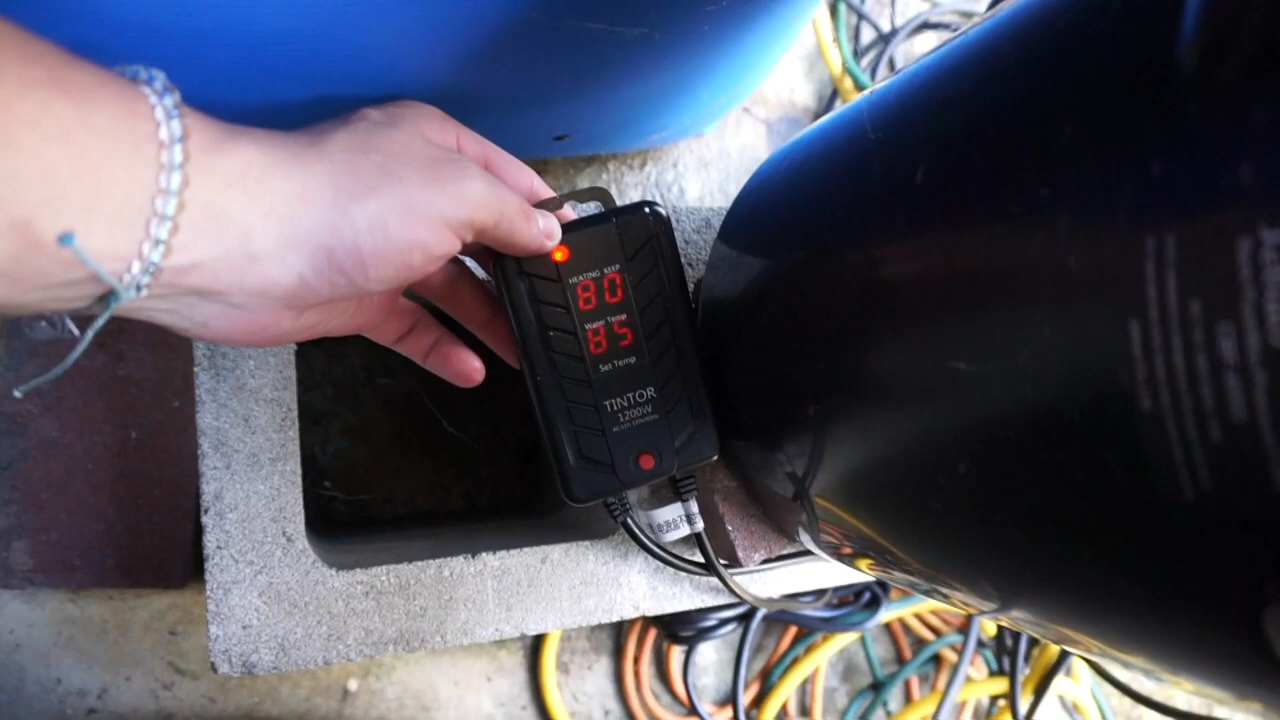 HEATING KEEP
80
Water Temp
85
Set Temp
TINTOR
1200W